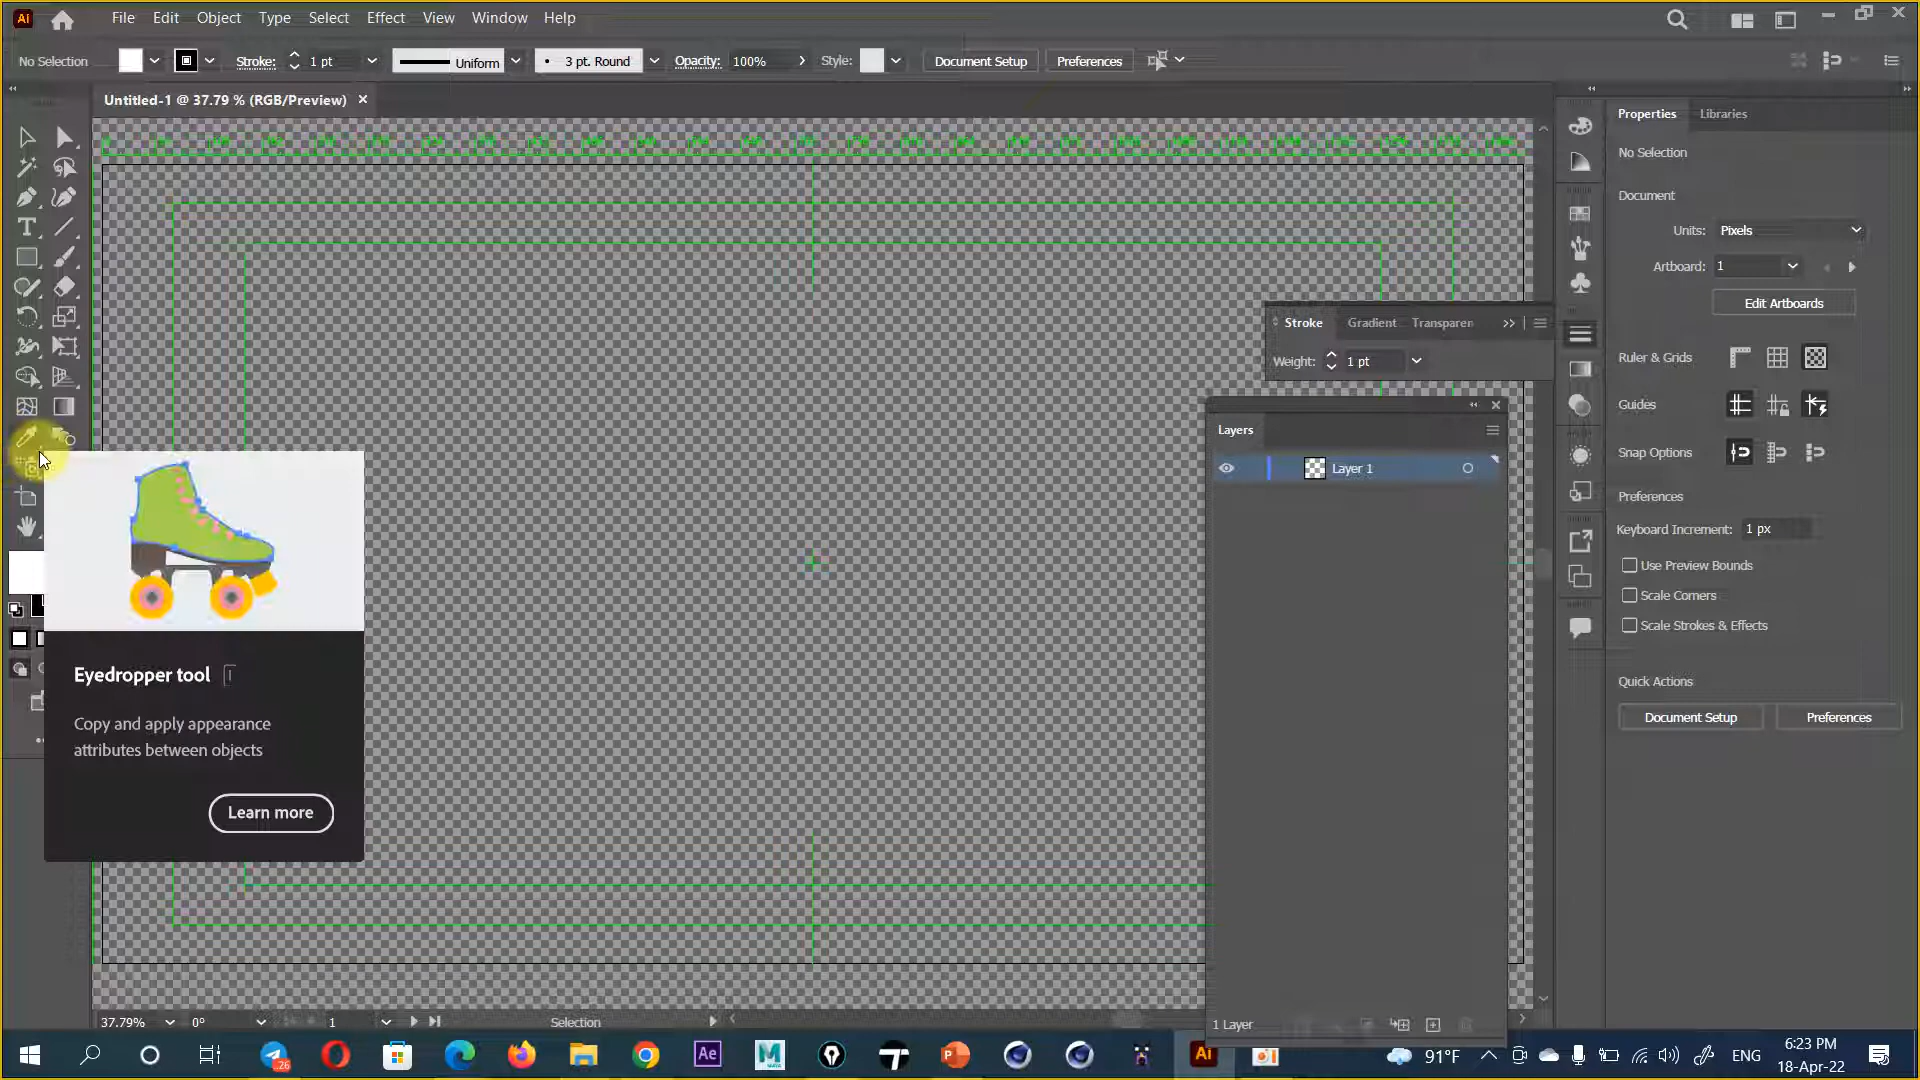 Ai File Edit Object Type Select Effect View Window Help
No Selection Stroke: 1 pt Uniform 3 pt. Round Opacity: 100% Style: Document Setup Preferences
Untitled-1 @ 37.79 % (RGB/Preview)
Properties Libraries
No Selection
Document
Units: Pixels
Artboard: 1
Edit Artboards
Ruler & Grids
Guides
Snap Options
Preferences
Keyboard Increment: 1 px
Use Preview Bounds
Scale Corners
Scale Strokes & Effects
Quick Actions
Document Setup Preferences
Stroke Gradient Transparen
Weight: 1 pt
Layers
Layer 1
1 Layer
Eyedropper tool
Copy and apply appearance
attributes between objects
Learn more
37.79% 0° 1 Selection
26 Ae Ai 91°F ENG 6:23 PM
18-Apr-22